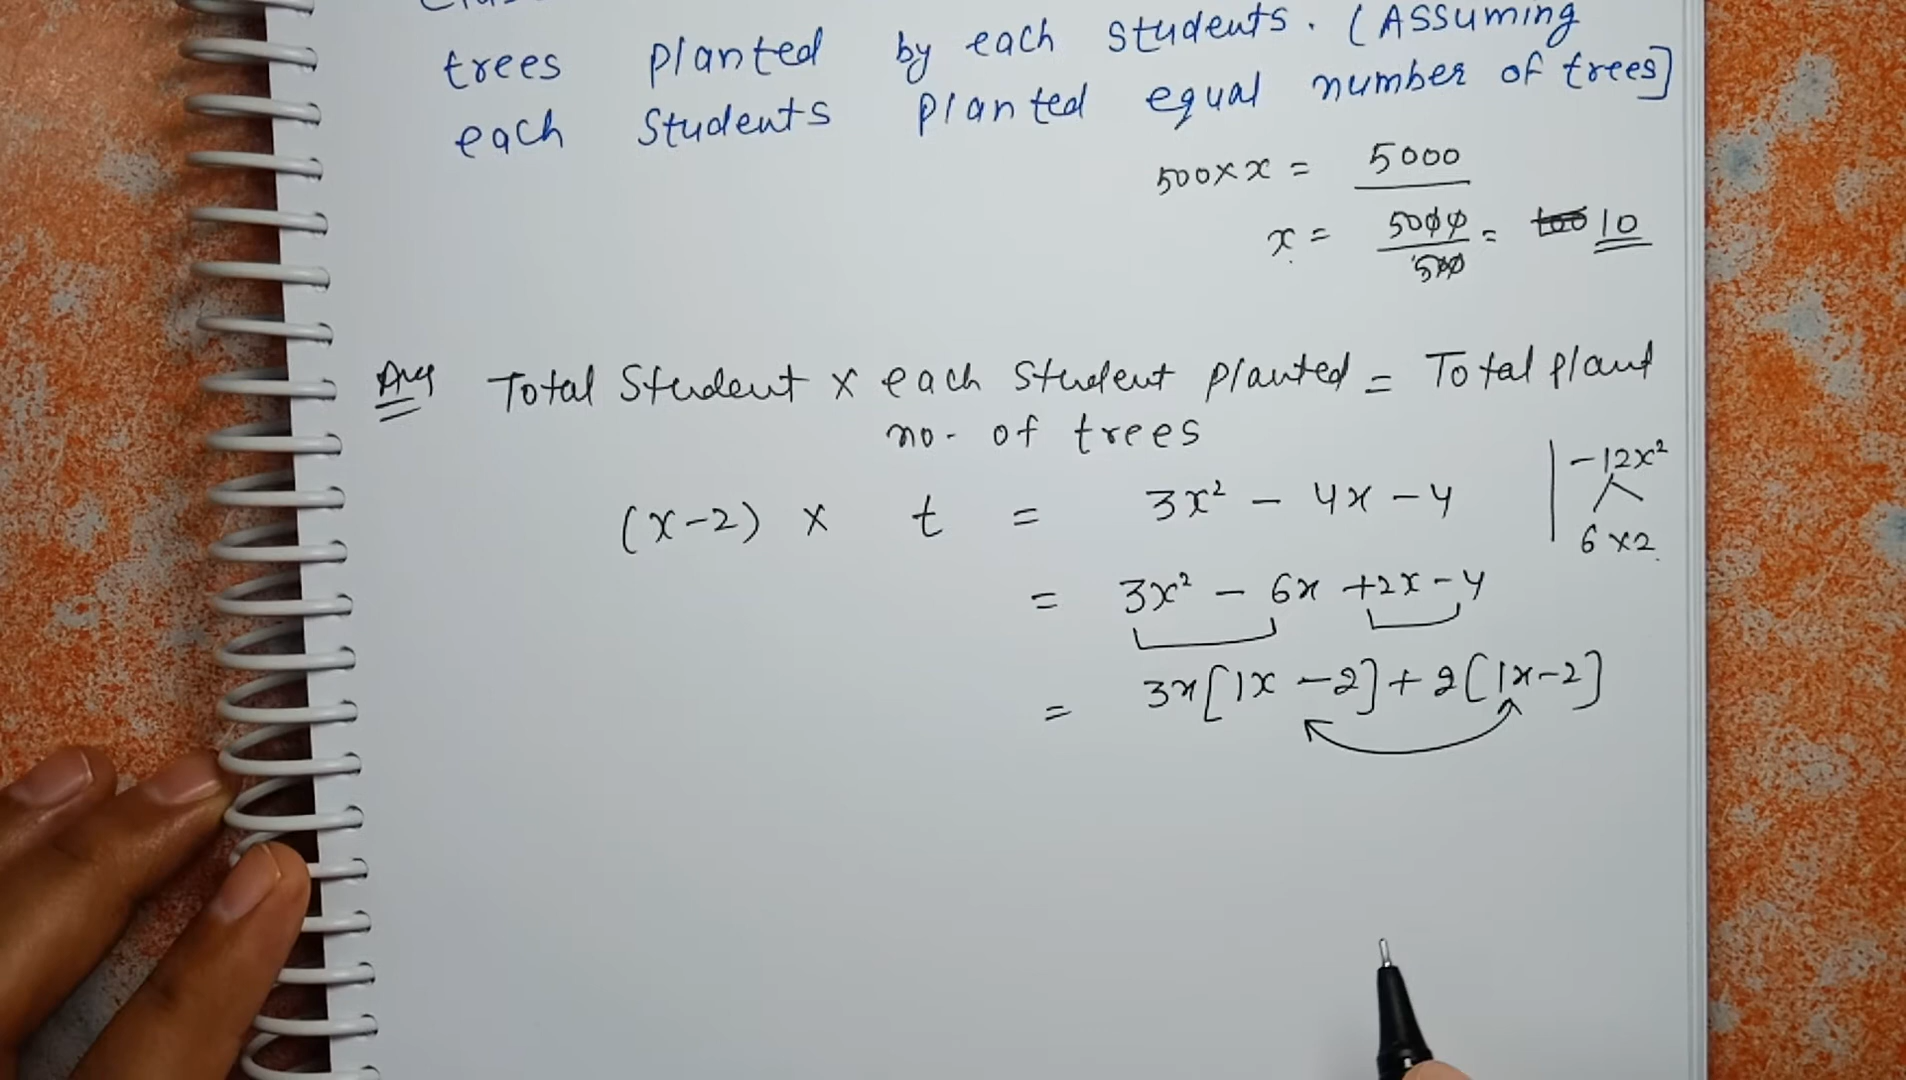 trees planted by each students. (Assuming
each students planted equal number of trees]
500 x x = 5000
x = 5000/500 = 10
Ans Total Student x each student planted = Total plant
no. of trees
(x-2) x t = 3x² - 4x - 4
-12x²
6 x 2
= 3x² - 6x + 2x - 4
= 3x[1x - 2] + 2[1x - 2]